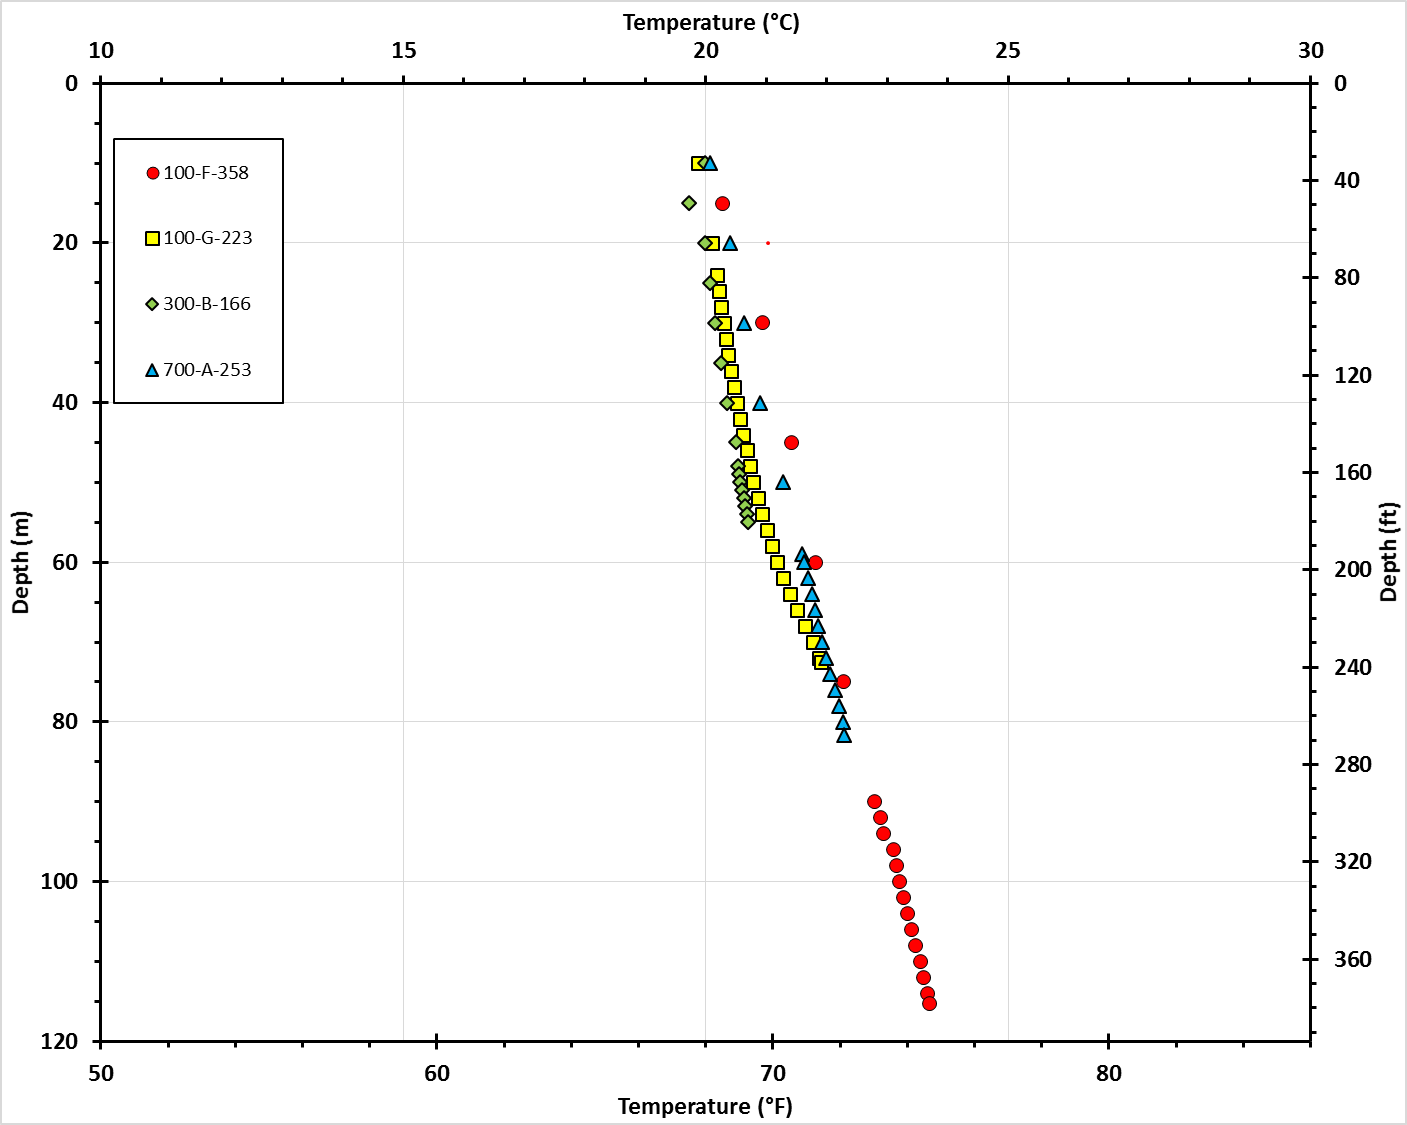 Temperature (°C)
10 15 20 25 30
0 0
100-F-358
40
100-G-223
20
80
300-B-166
700-A-253
120
40
160
Depth (m)
Depth (ft)
60
200
240
80
280
320
100
360
120
50 60 70 80
Temperature (°F)